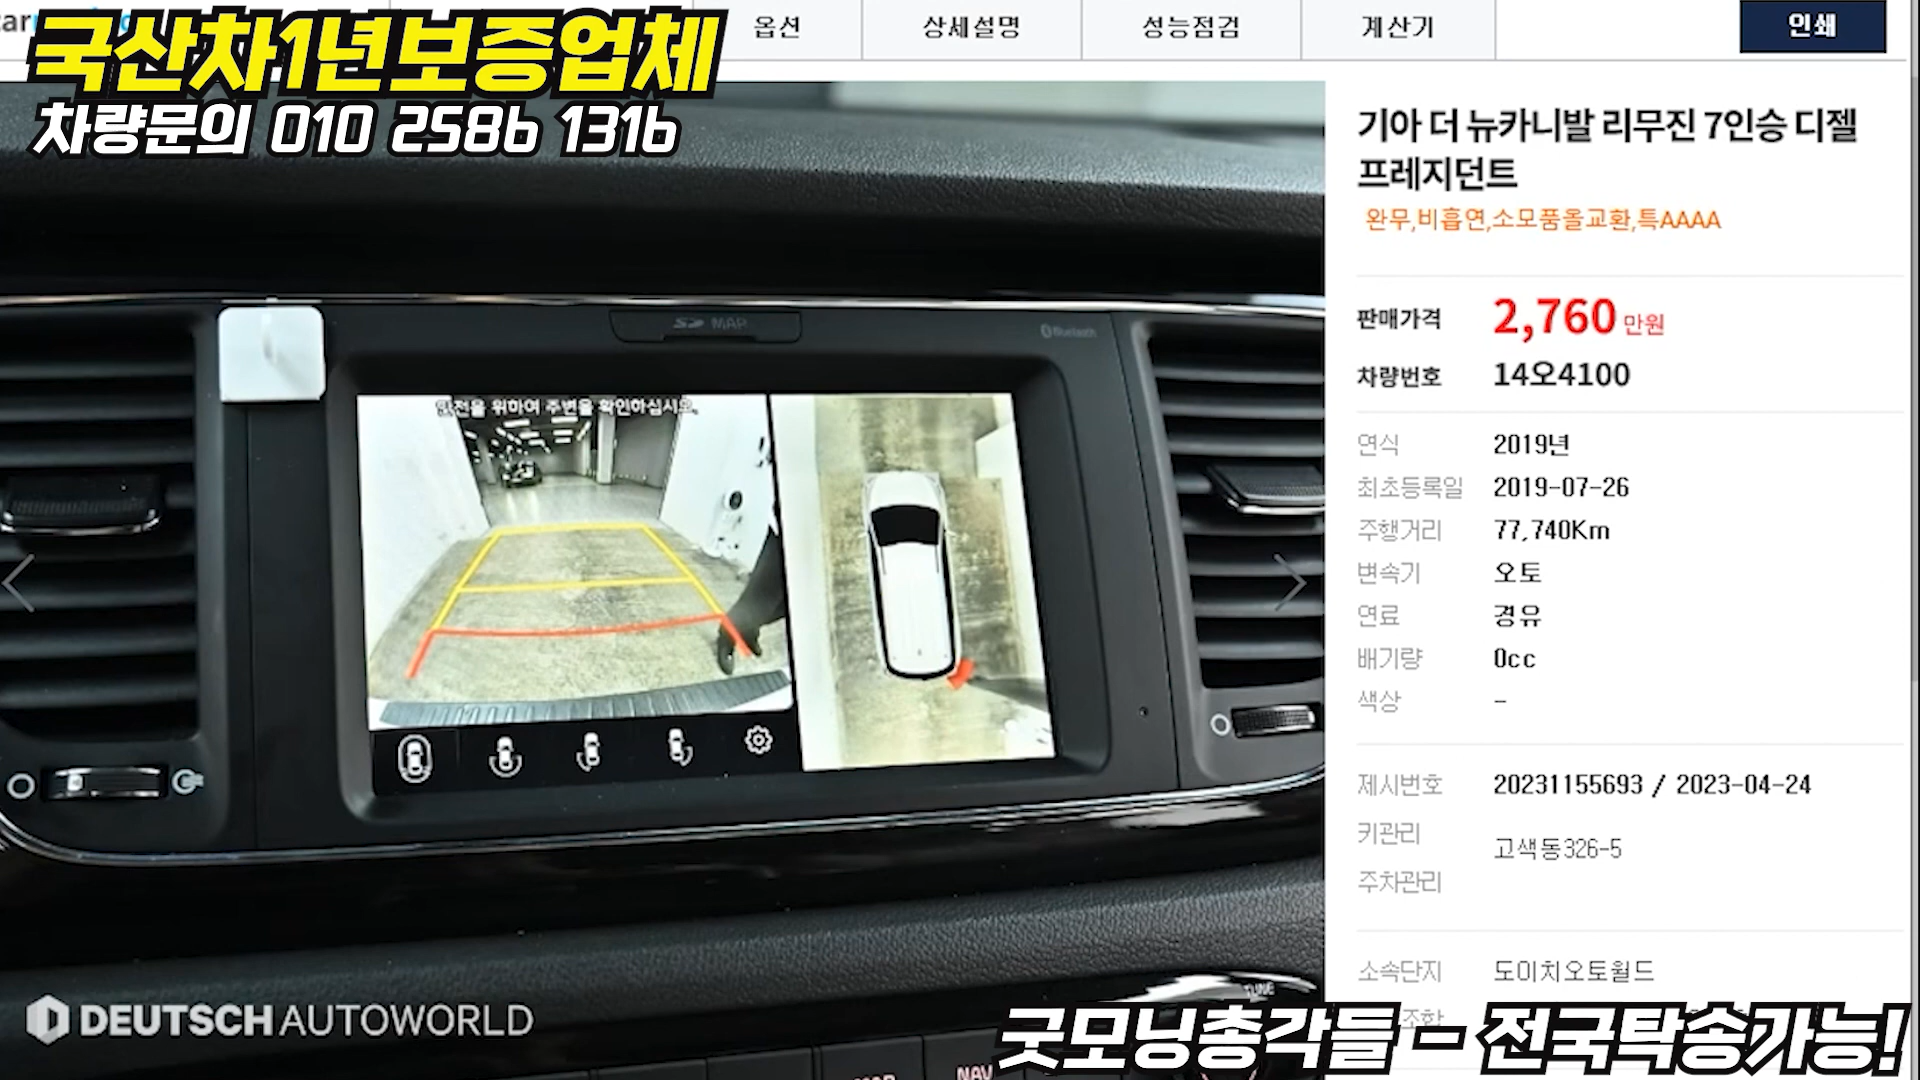 국산차1년보증업체
차량문의 010 2586 1316
옵션
상세설명
성능점검
계산기
인쇄
기아 더 뉴카니발 리무진 7인승 디젤
프레지던트
완무,비흡연,소모품올교환,특AAAA
판매가격 2,760 만원
차량번호 14오4100
연식 2019년
최초등록일 2019-07-26
주행거리 77,740Km
변속기 오토
연료 경유
배기량 0cc
색상 -
제시번호 20231155693 / 2023-04-24
키관리 고색동326-5
주차관리
소속단지 도이치오토월드
조합
SD MAP
Bluetooth
안전을 위하여 주변을 확인하십시오.
TUNE
MAP
NAV
DEUTSCH AUTOWORLD
굿모닝총각들 - 전국탁송가능!